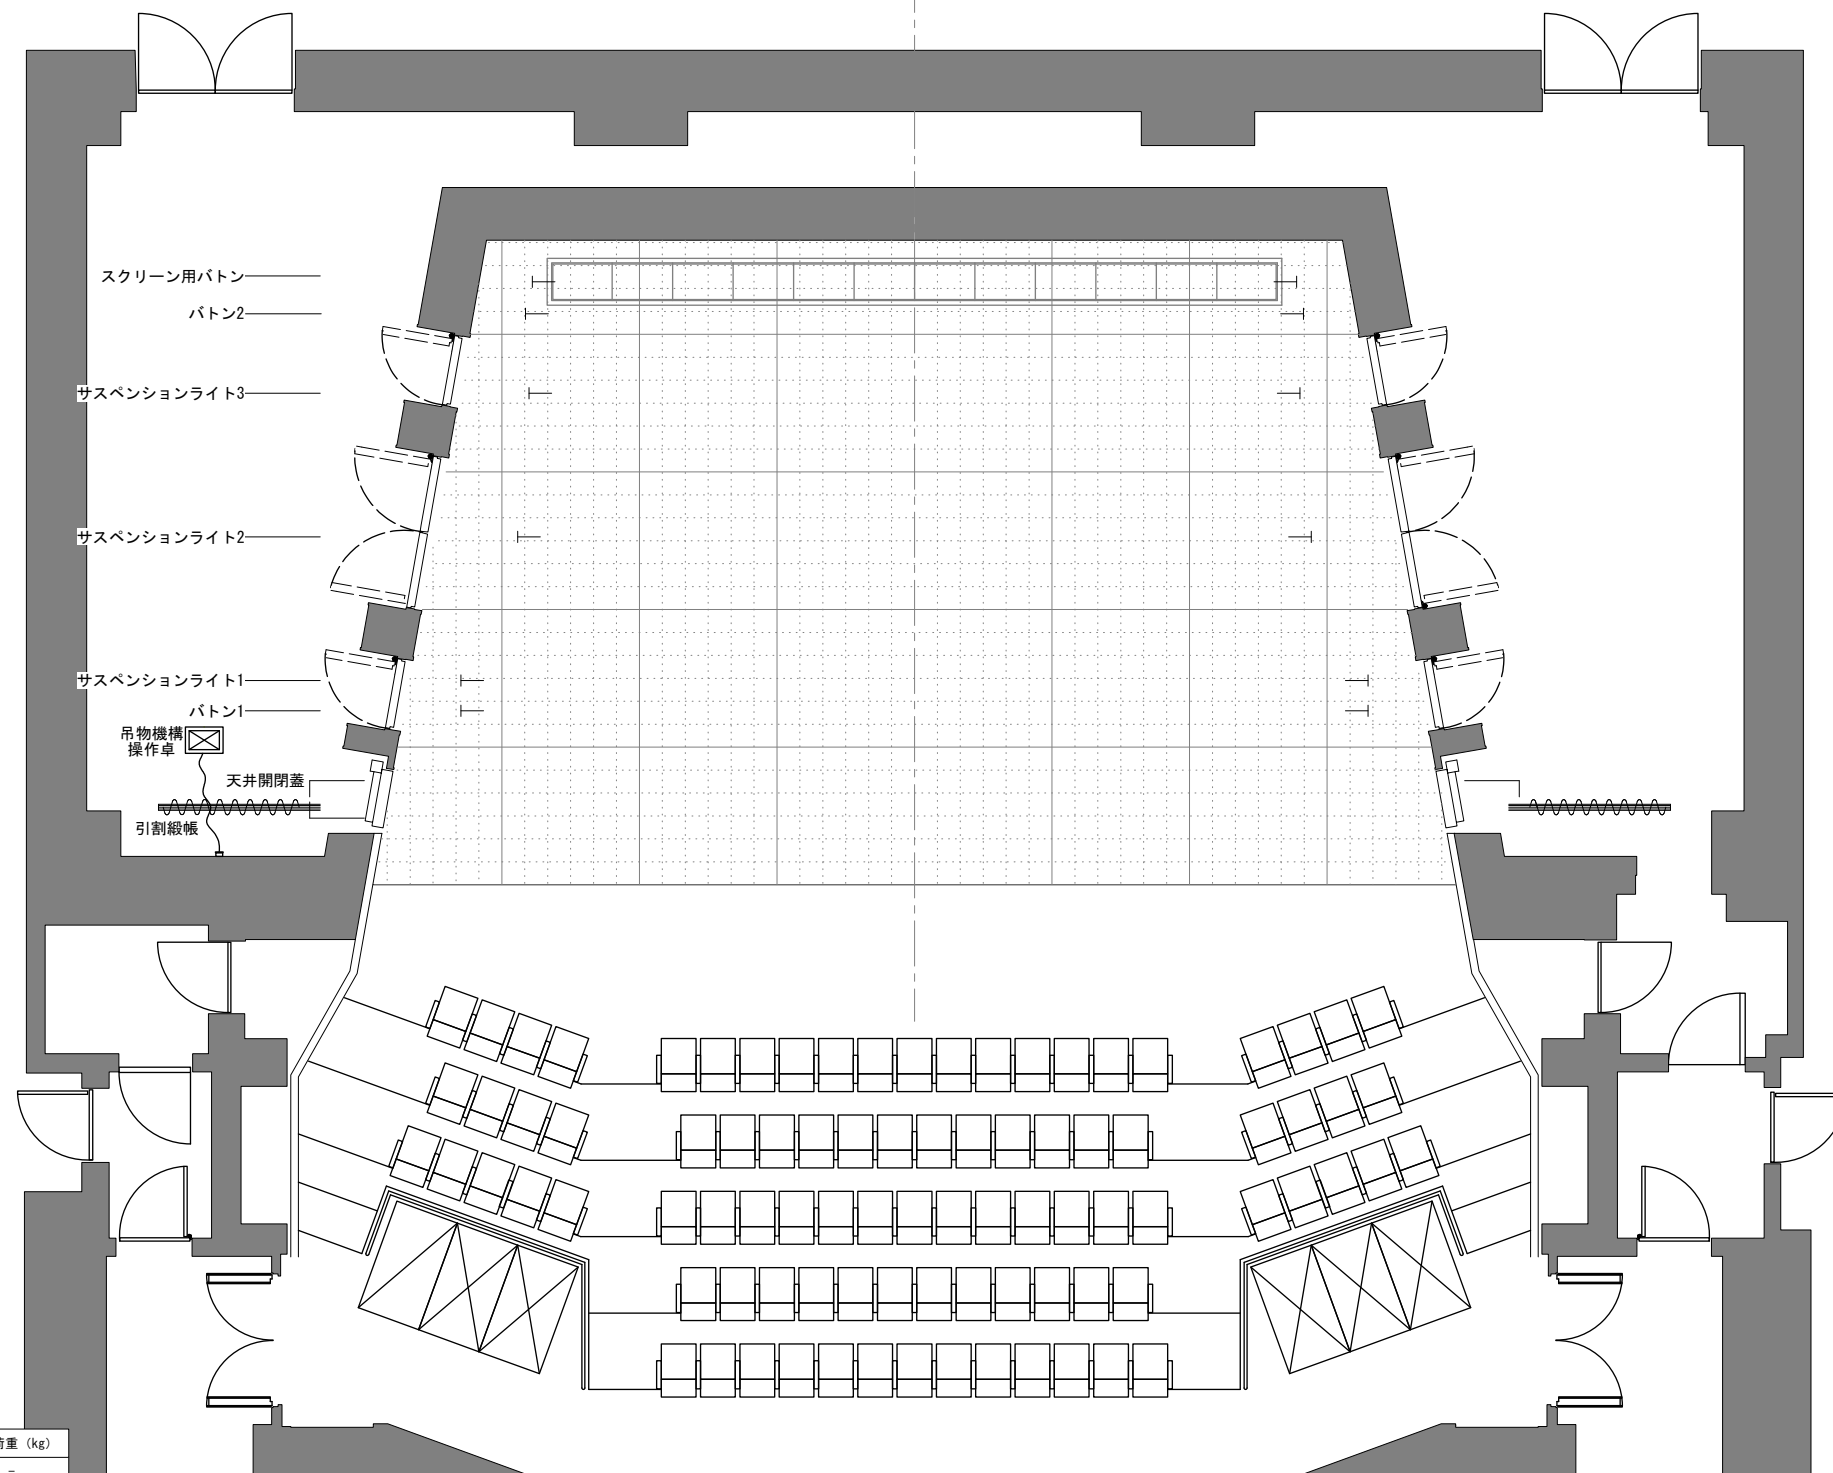 スクリーン用バトン
バトン2
サスペンションライト3
サスペンションライト2
サスペンションライト1
バトン1
吊物機構
操作卓
天井開閉蓋
引割緞帳
重 (kg)